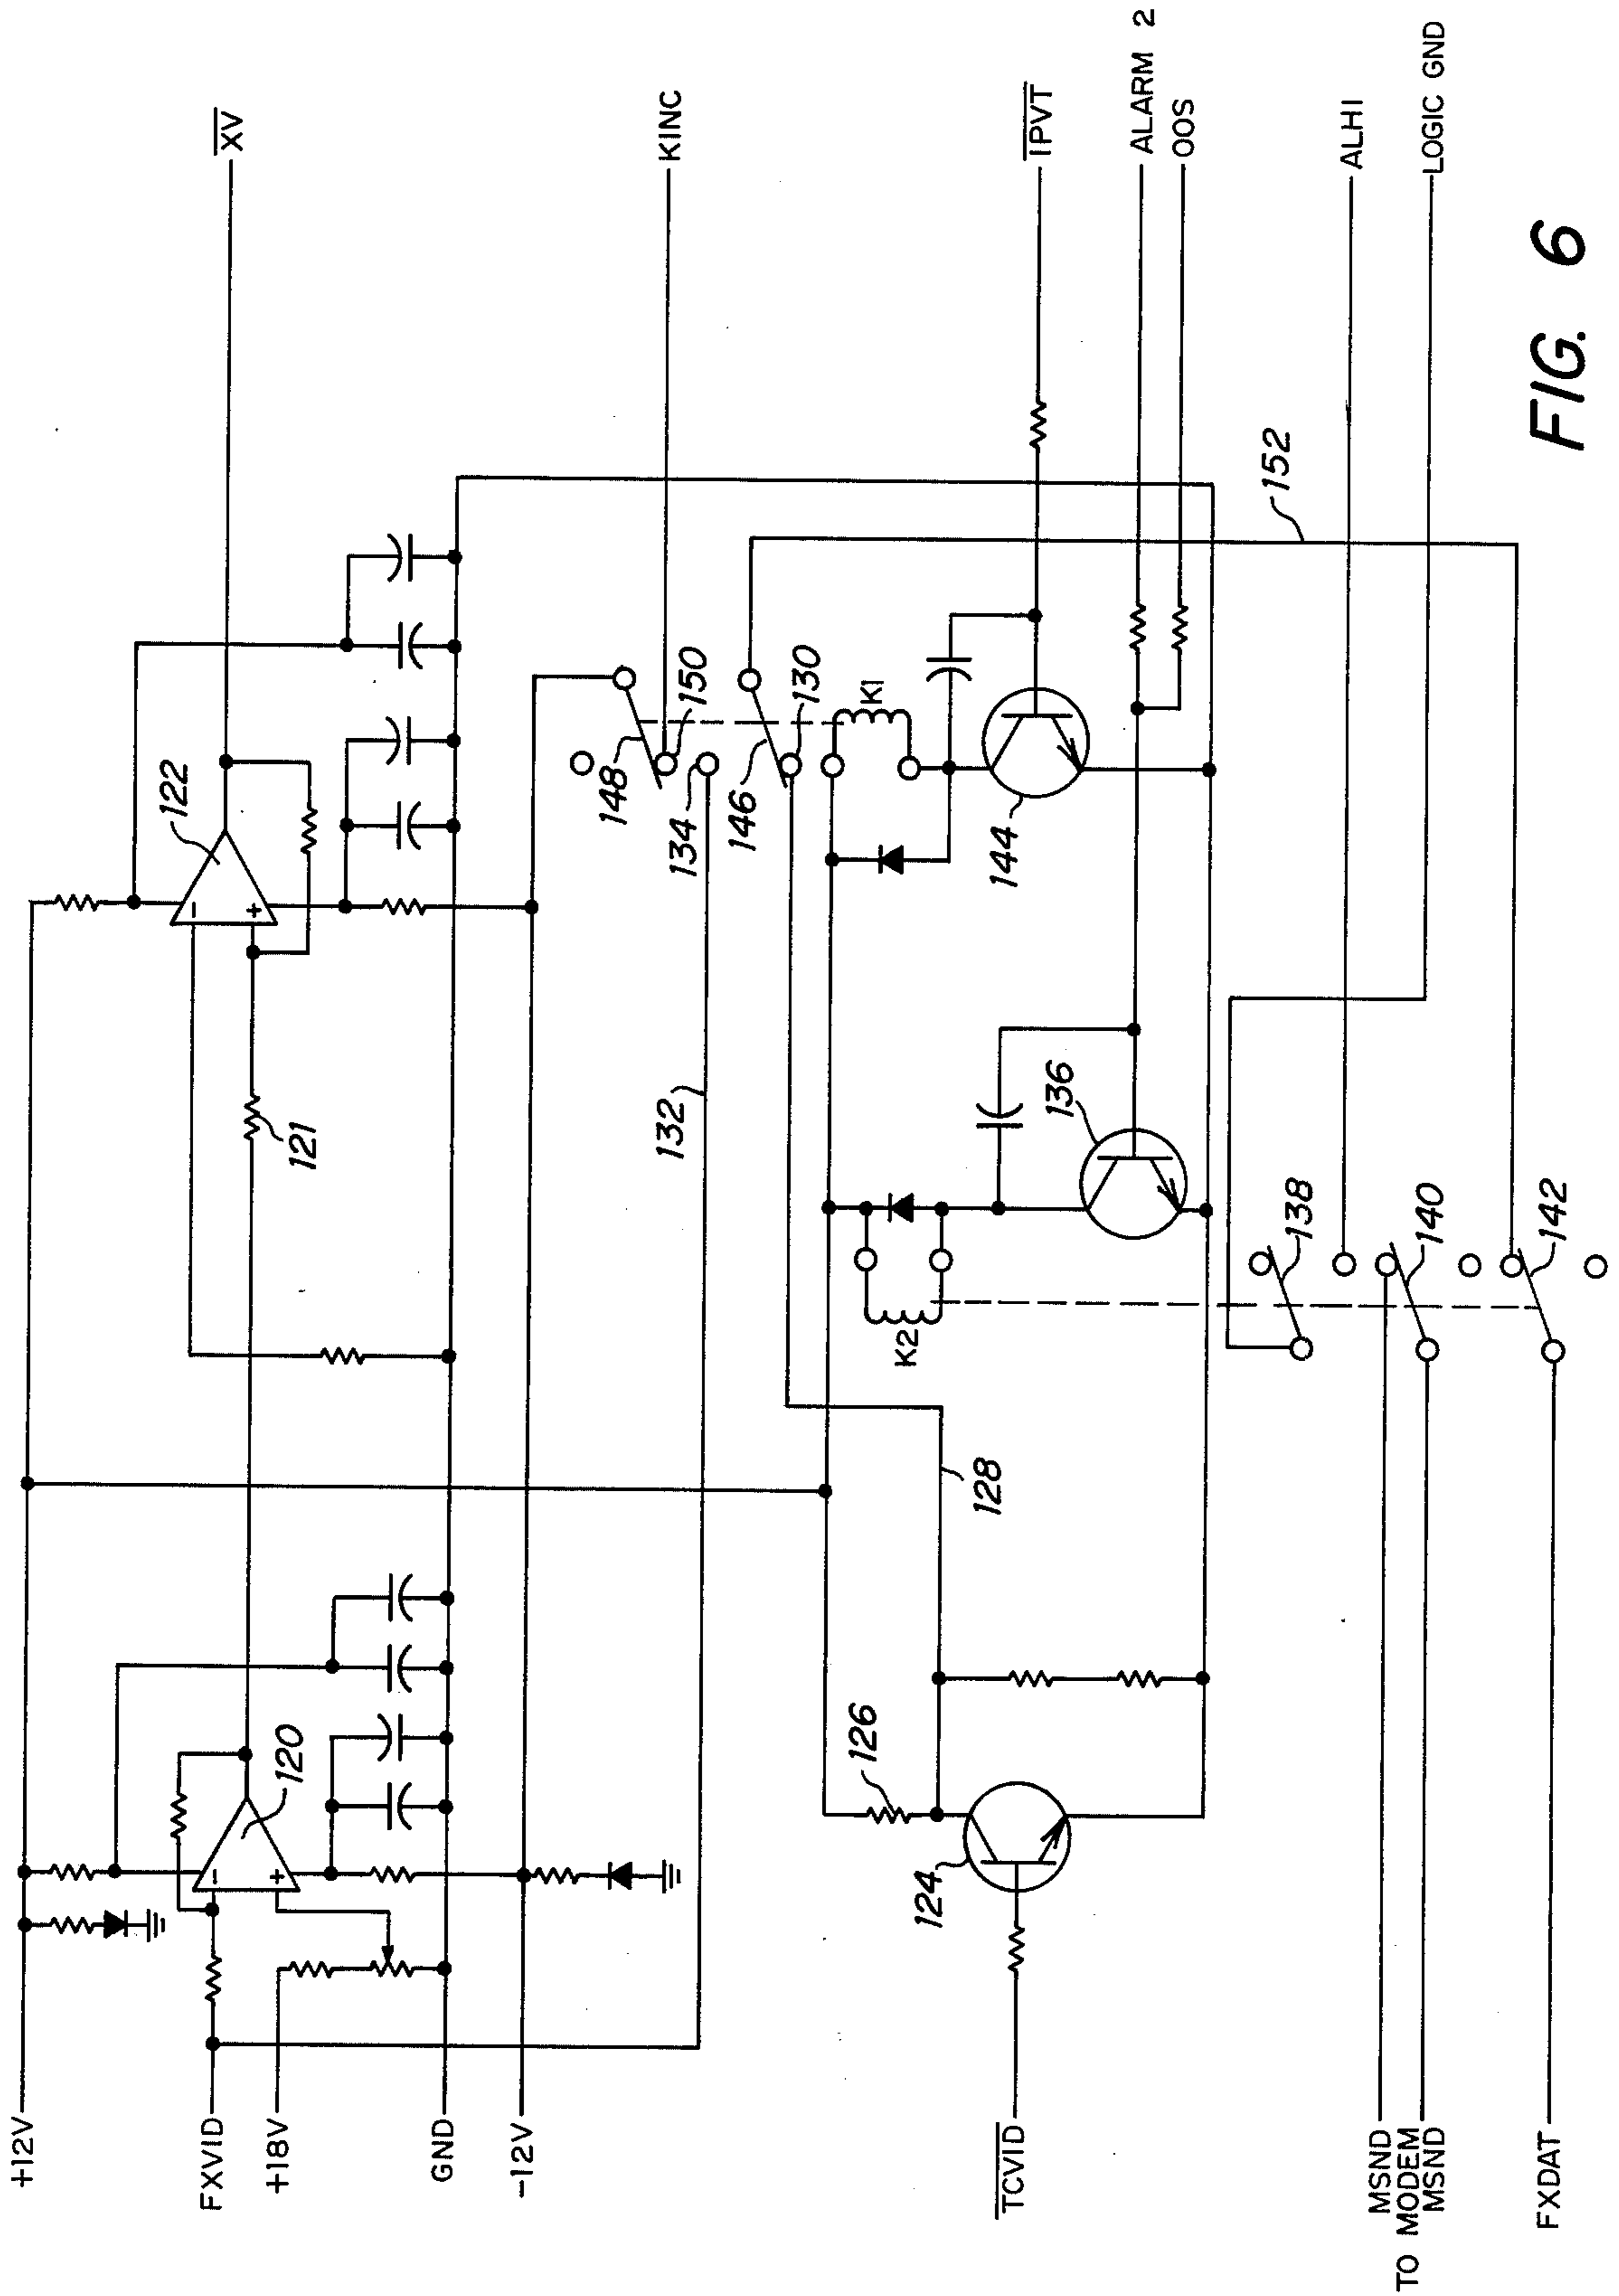 +12V
FXVID
+18V
GND
-12V
TCVID
MSND
TO MODEM
MSND
FXDAT
120
121
122
124
126
128
132
148
150
134
146
130
K1
144
136
K2
138
140
142
152
XV
KINC
IPVT
ALARM 2
OOS
ALHI
LOGIC GND
- +
- +
FIG. 6